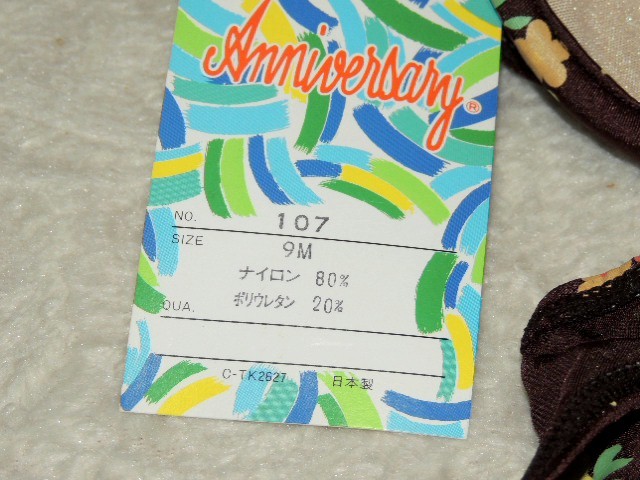 Anniversary®
NO. 107
SIZE 9M
ナイロン 80%
QUA. ポリウレタン 20%
C-TK2627 日本製